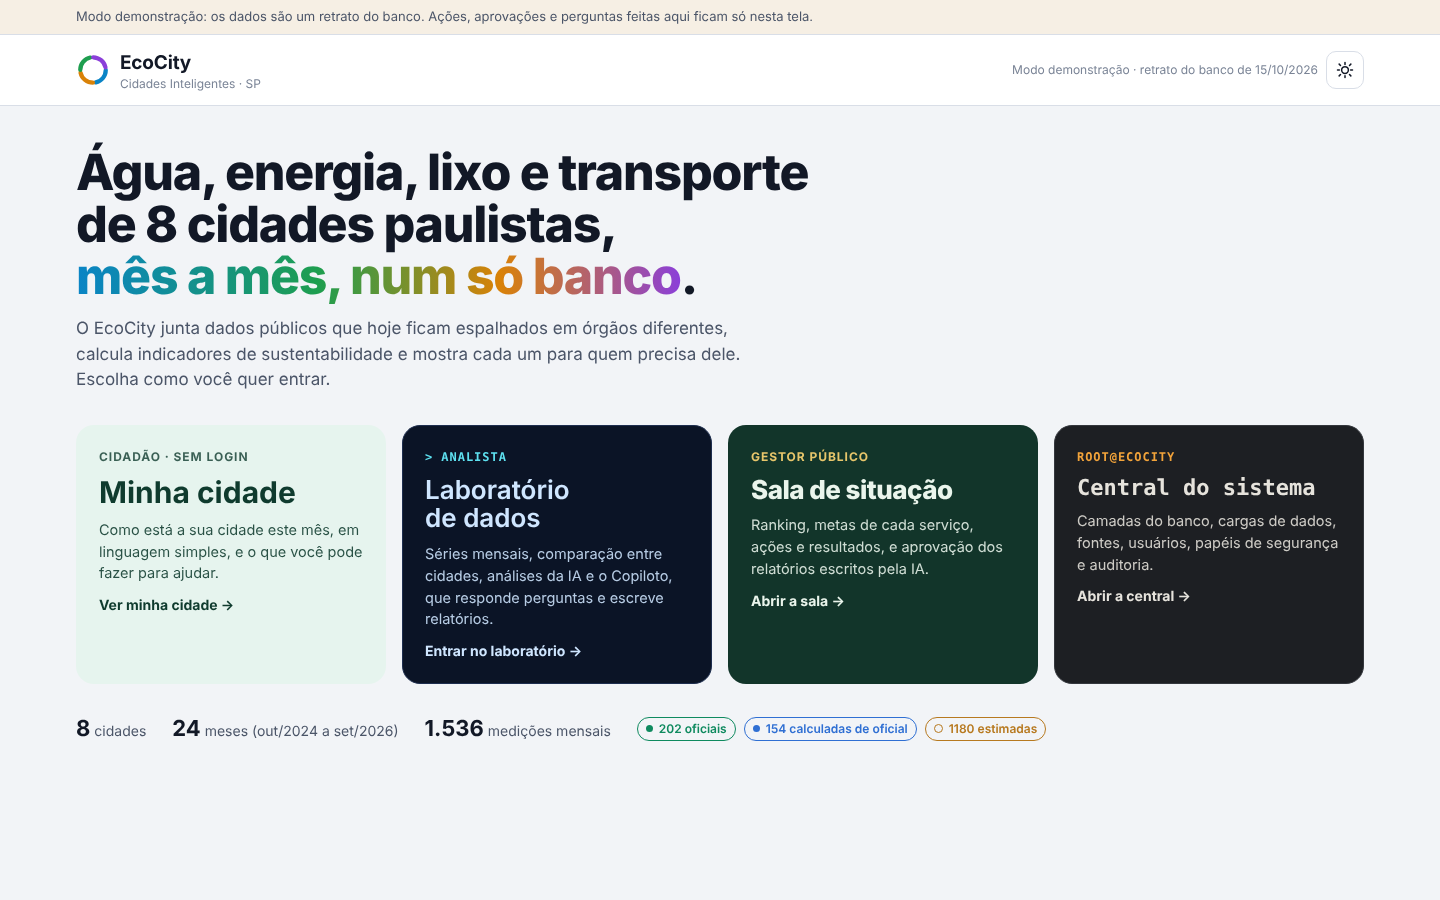 Modo demonstração: os dados são um retrato do banco. Ações, aprovações e perguntas feitas aqui ficam só nesta tela.
EcoCity
Cidades Inteligentes · SP
Modo demonstração · retrato do banco de 15/10/2026
Água, energia, lixo e transporte
de 8 cidades paulistas,
mês a mês, num só banco.
O EcoCity junta dados públicos que hoje ficam espalhados em órgãos diferentes,
calcula indicadores de sustentabilidade e mostra cada um para quem precisa dele.
Escolha como você quer entrar.
CIDADÃO · SEM LOGIN
Minha cidade
Como está a sua cidade este mês, em
linguagem simples, e o que você pode
fazer para ajudar.
Ver minha cidade →
> ANALISTA
Laboratório
de dados
Séries mensais, comparação entre
cidades, análises da IA e o Copiloto,
que responde perguntas e escreve
relatórios.
Entrar no laboratório →
GESTOR PÚBLICO
Sala de situação
Ranking, metas de cada serviço,
ações e resultados, e aprovação dos
relatórios escritos pela IA.
Abrir a sala →
ROOT@ECOCITY
Central do sistema
Camadas do banco, cargas de dados,
fontes, usuários, papéis de segurança
e auditoria.
Abrir a central →
8 cidades
24 meses (out/2024 a set/2026)
1.536 medições mensais
202 oficiais
154 calculadas de oficial
1180 estimadas